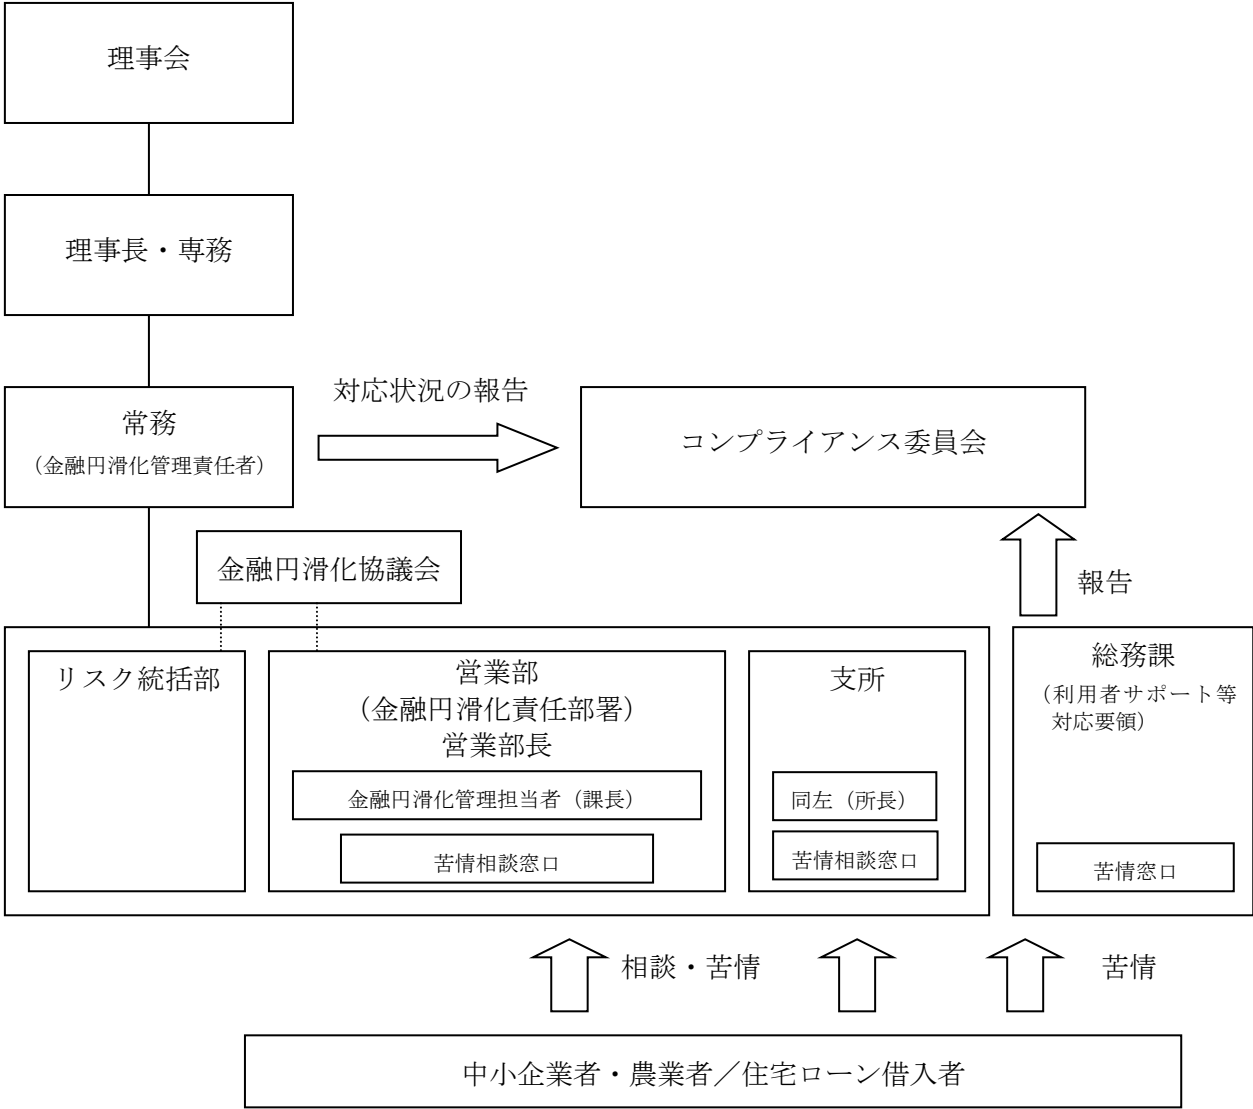 理事会
理事長・専務
常務
（金融円滑化管理責任者）
対応状況の報告
コンプライアンス委員会
金融円滑化協議会
報告
リスク統括部
営業部
（金融円滑化責任部署）
営業部長
金融円滑化管理担当者（課長）
苦情相談窓口
支所
同左（所長）
苦情相談窓口
総務課
（利用者サポート等
対応要領）
苦情窓口
相談・苦情
苦情
中小企業者・農業者／住宅ローン借入者